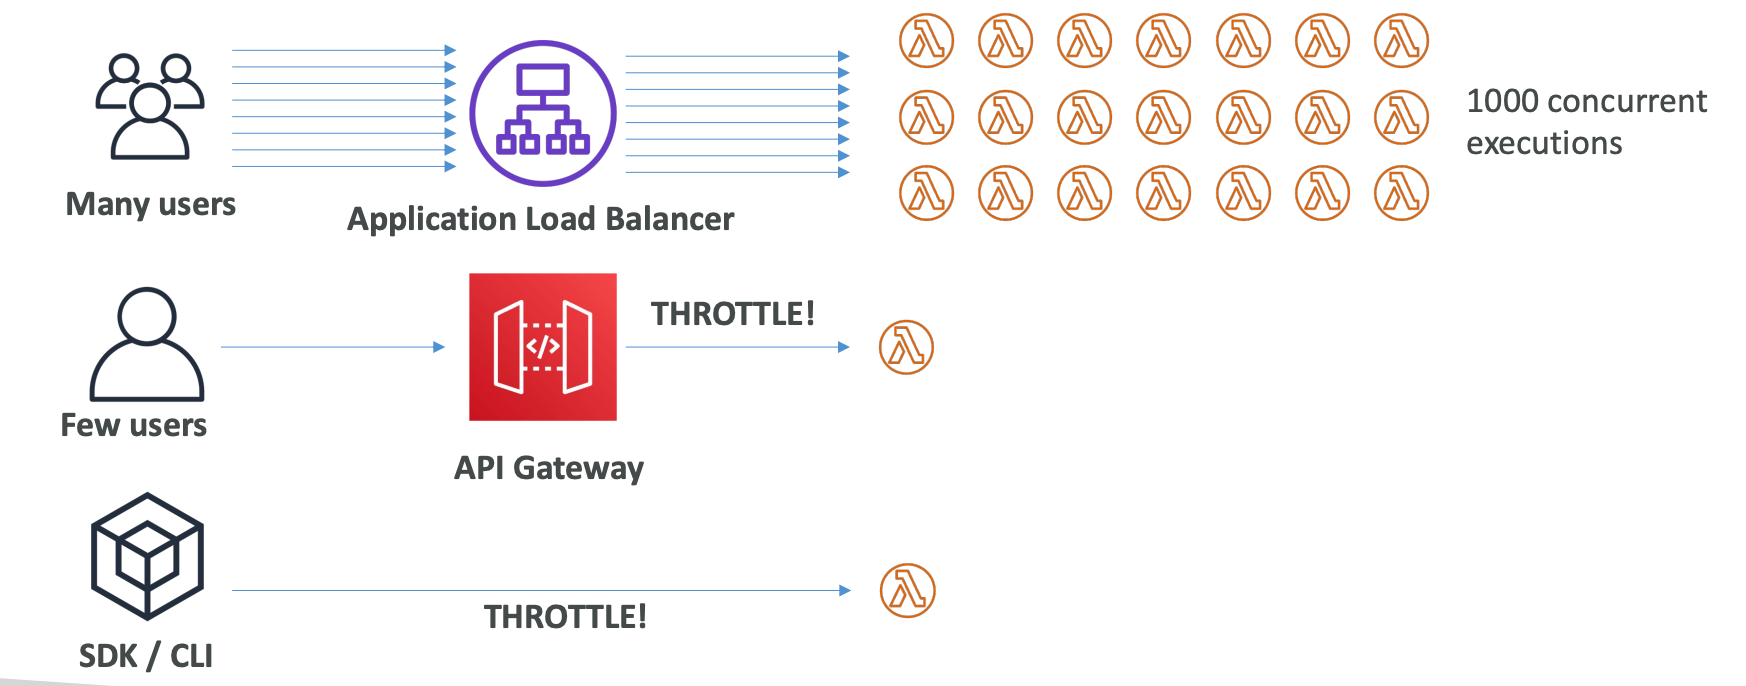 1000 concurrent
executions
Many users
Application Load Balancer
THROTTLE!
</>
Few users
API Gateway
THROTTLE!
SDK / CLI